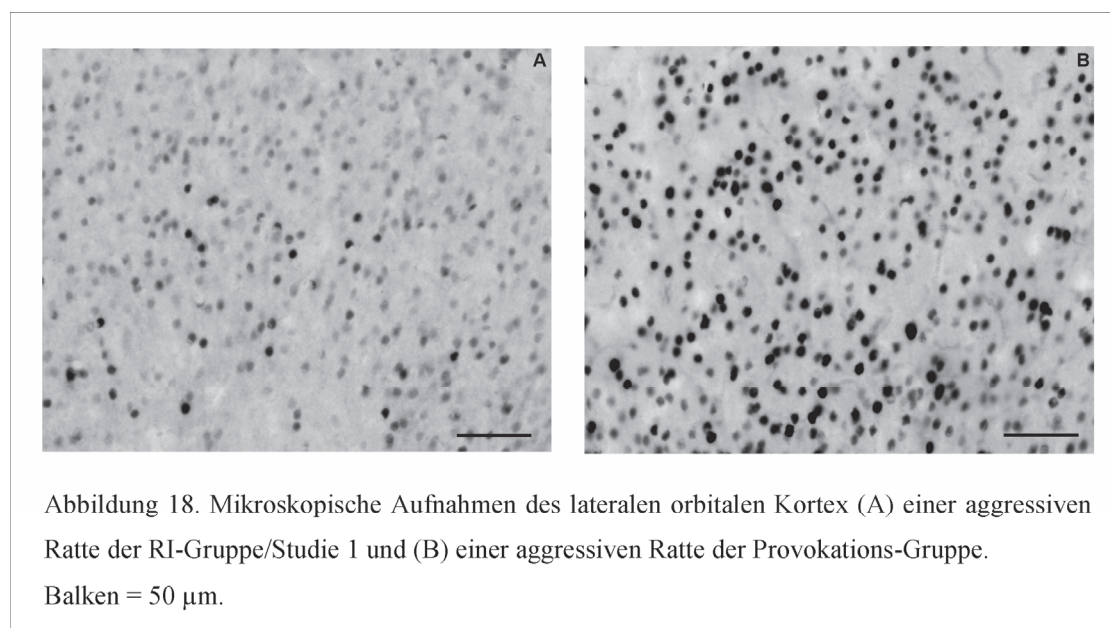 A
B
Abbildung 18. Mikroskopische Aufnahmen des lateralen orbitalen Kortex (A) einer aggressiven
Ratte der RI-Gruppe/Studie 1 und (B) einer aggressiven Ratte der Provokations-Gruppe.
Balken = 50 µm.